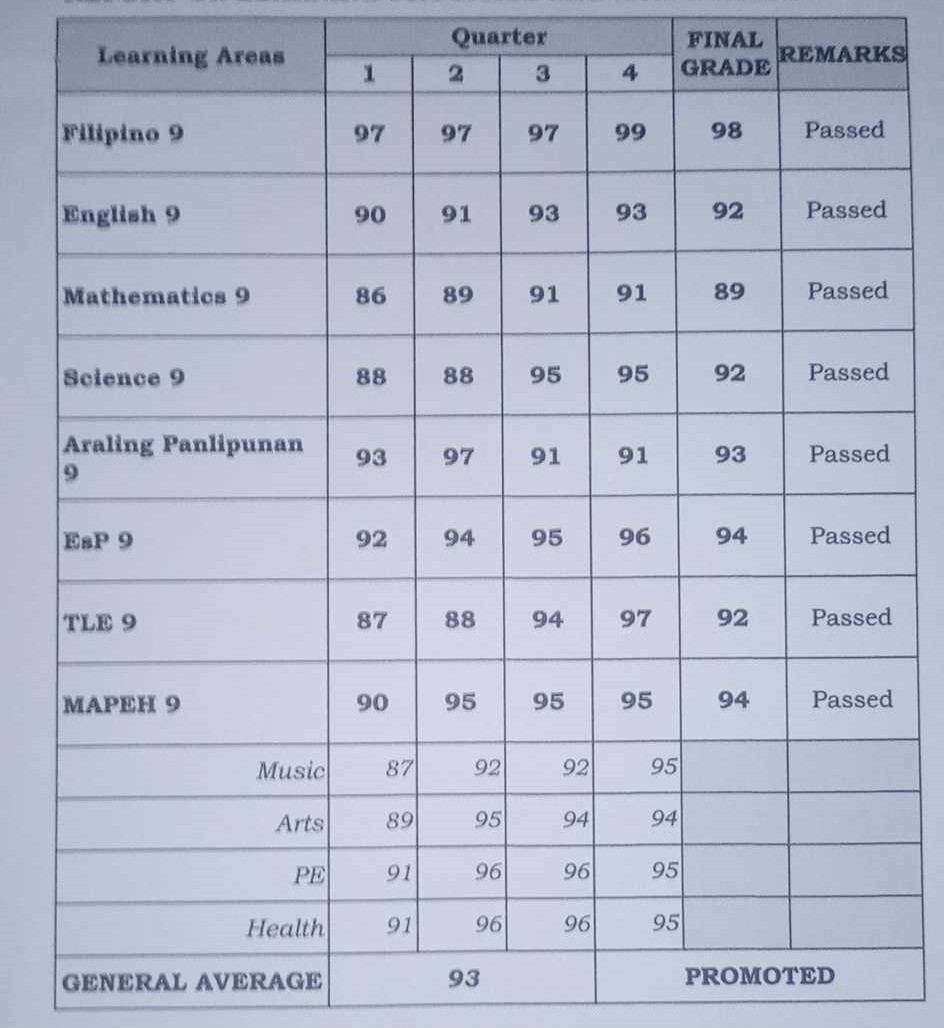 Learning Areas Quarter FINAL GRADE REMARKS
1 2 3 4
Filipino 9 97 97 97 99 98 Passed
English 9 90 91 93 93 92 Passed
Mathematics 9 86 89 91 91 89 Passed
Science 9 88 88 95 95 92 Passed
Araling Panlipunan 9 93 97 91 91 93 Passed
EsP 9 92 94 95 96 94 Passed
TLE 9 87 88 94 97 92 Passed
MAPEH 9 90 95 95 95 94 Passed
Music 87 92 92 95
Arts 89 95 94 94
PE 91 96 96 95
Health 91 96 96 95
GENERAL AVERAGE 93 PROMOTED